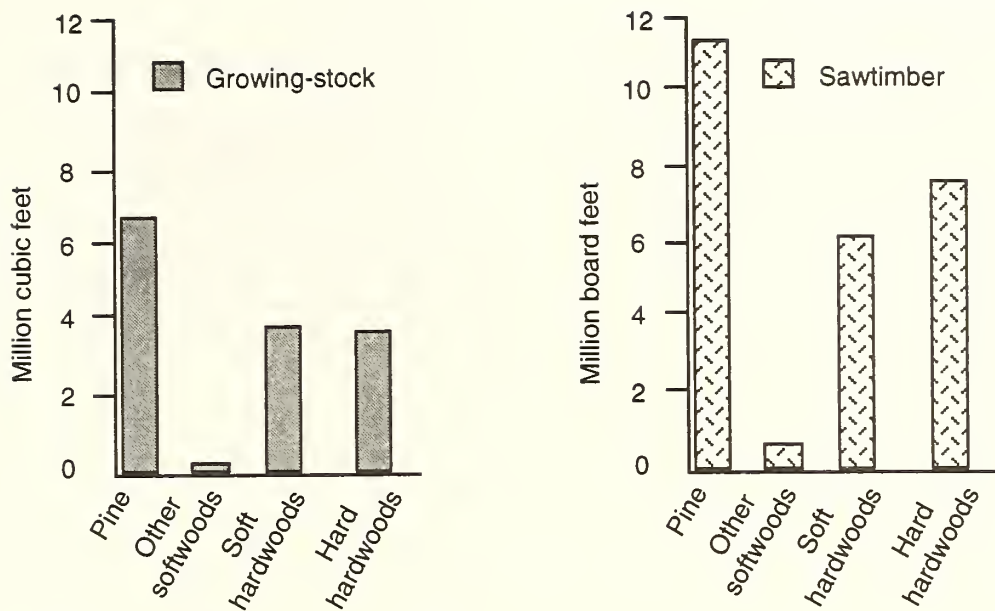 Million cubic feet
12
10
8
6
4
2
0
Growing-stock
Pine
Other
softwoods
Soft
hardwoods
Hard
hardwoods
Million board feet
12
10
8
6
4
2
0
Sawtimber
Pine
Other
softwoods
Soft
hardwoods
Hard
hardwoods